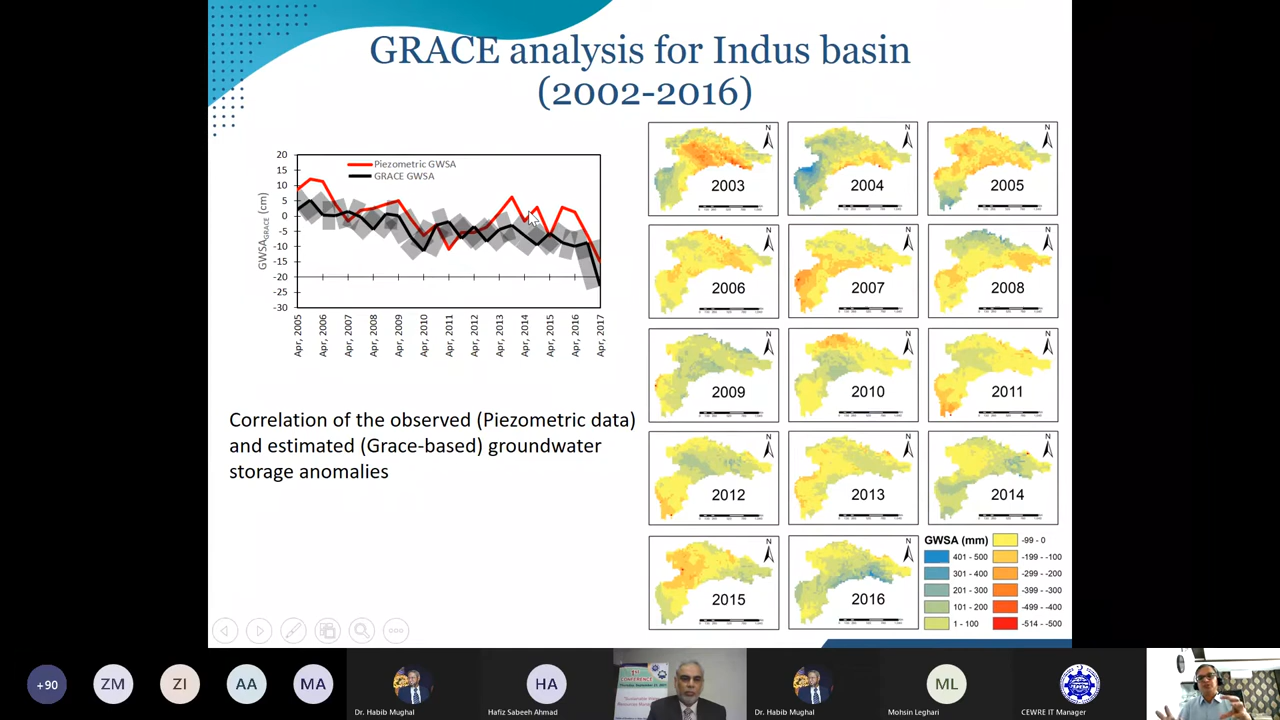 GRACE analysis for Indus basin
(2002-2016)
20
15
10
5
0
-5
-10
-15
-20
-25
-30
GWSA GRACE (cm)
Piezometric GWSA
GRACE GWSA
Apr, 2005
Apr, 2006
Apr, 2007
Apr, 2008
Apr, 2009
Apr, 2010
Apr, 2011
Apr, 2012
Apr, 2013
Apr, 2014
Apr, 2015
Apr, 2016
Apr, 2017
Correlation of the observed (Piezometric data)
and estimated (Grace-based) groundwater
storage anomalies
N
2003
N
2004
N
2005
N
2006
N
2007
N
2008
N
2009
N
2010
N
2011
N
2012
N
2013
N
2014
N
2015
N
2016
GWSA (mm)
401 - 500
301 - 400
201 - 300
101 - 200
1 - 100
-99 - 0
-199 - -100
-299 - -200
-399 - -300
-499 - -400
-514 - -500
+90
ZM
ZI
AA
MA
Dr. Habib Mughal
HA
Hafiz Sabeeh Ahmad
CONFERENCE
Dr. Habib Mughal
ML
Mohsin Leghari
CEWRE IT Manager